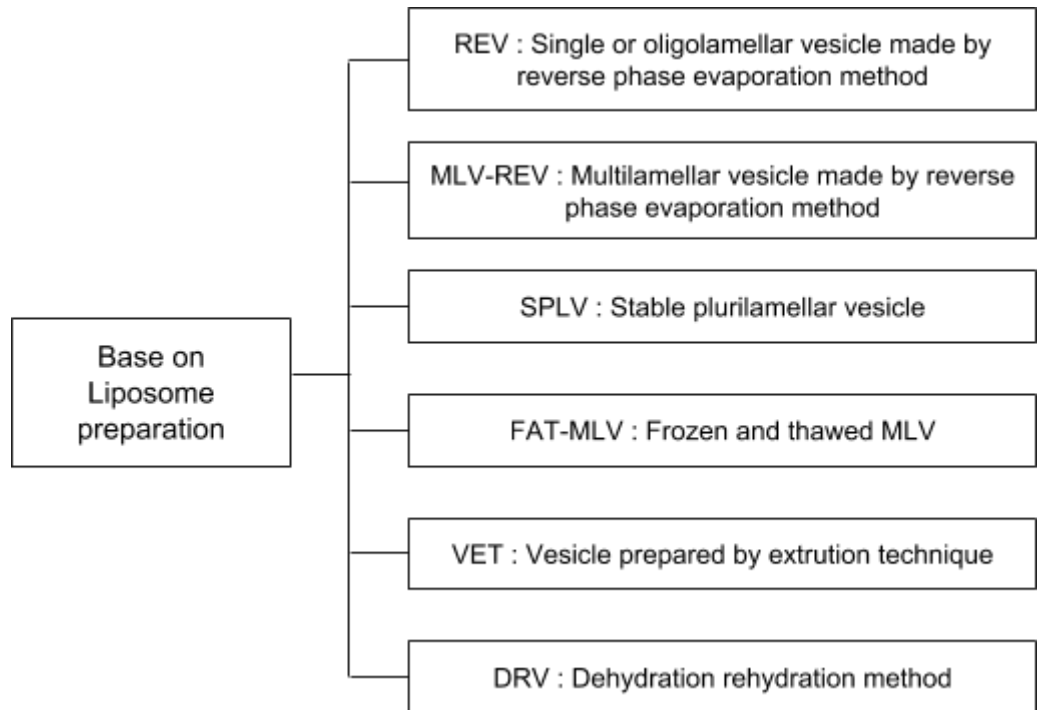 REV : Single or oligolamellar vesicle made by
reverse phase evaporation method
MLV-REV : Multilamellar vesicle made by reverse
phase evaporation method
SPLV : Stable plurilamellar vesicle
Base on
Liposome
preparation
FAT-MLV : Frozen and thawed MLV
VET : Vesicle prepared by extrution technique
DRV : Dehydration rehydration method